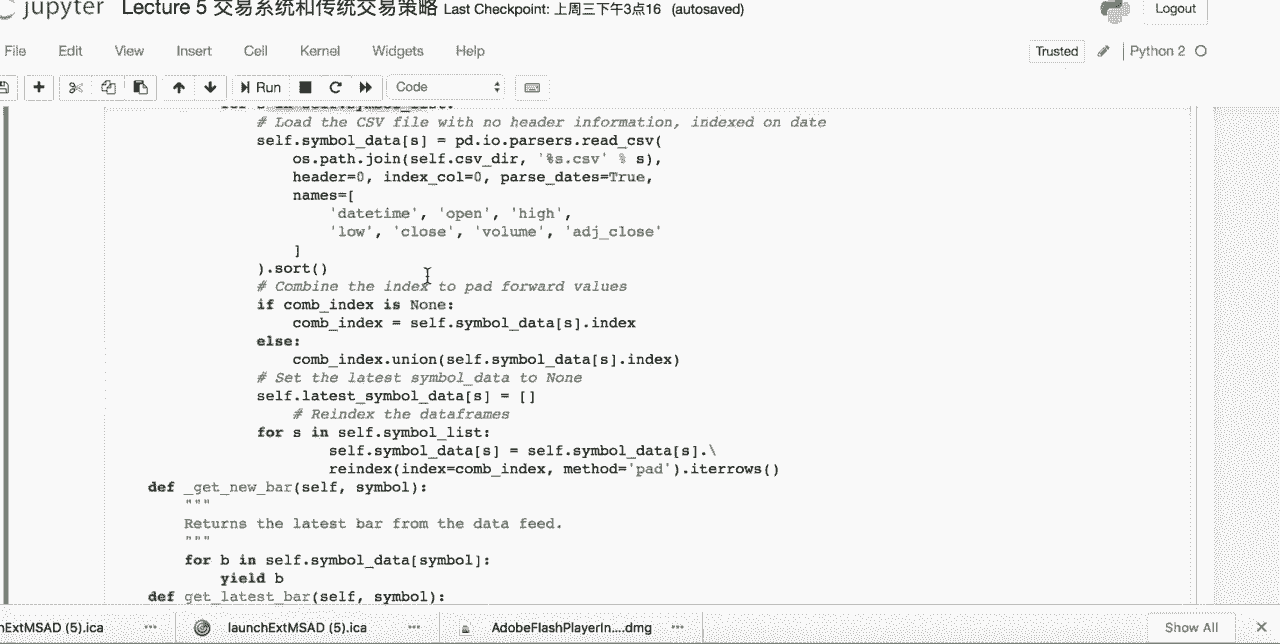 jupyter Lecture 5 交易系统和传统交易策略 Last Checkpoint: 上周三下午3点16 (autosaved)
Logout
File Edit View Insert Cell Kernel Widgets Help
Trusted Python 2
Run Code
# Load the CSV file with no header information, indexed on date
self.symbol_data[s] = pd.io.parsers.read_csv(
os.path.join(self.csv_dir, '%s.csv' % s),
header=0, index_col=0, parse_dates=True,
names=[
'datetime', 'open', 'high',
'low', 'close', 'volume', 'adj_close'
]
).sort()
# Combine the index to pad forward values
if comb_index is None:
comb_index = self.symbol_data[s].index
else:
comb_index.union(self.symbol_data[s].index)
# Set the latest symbol_data to None
self.latest_symbol_data[s] = []
# Reindex the dataframes
for s in self.symbol_list:
self.symbol_data[s] = self.symbol_data[s].\
reindex(index=comb_index, method='pad').iterrows()
def _get_new_bar(self, symbol):
"""
Returns the latest bar from the data feed.
"""
for b in self.symbol_data[symbol]:
yield b
def get_latest_bar(self, symbol):
hExtMSAD (5).ica launchExtMSAD (5).ica AdobeFlashPlayerIn....dmg Show All